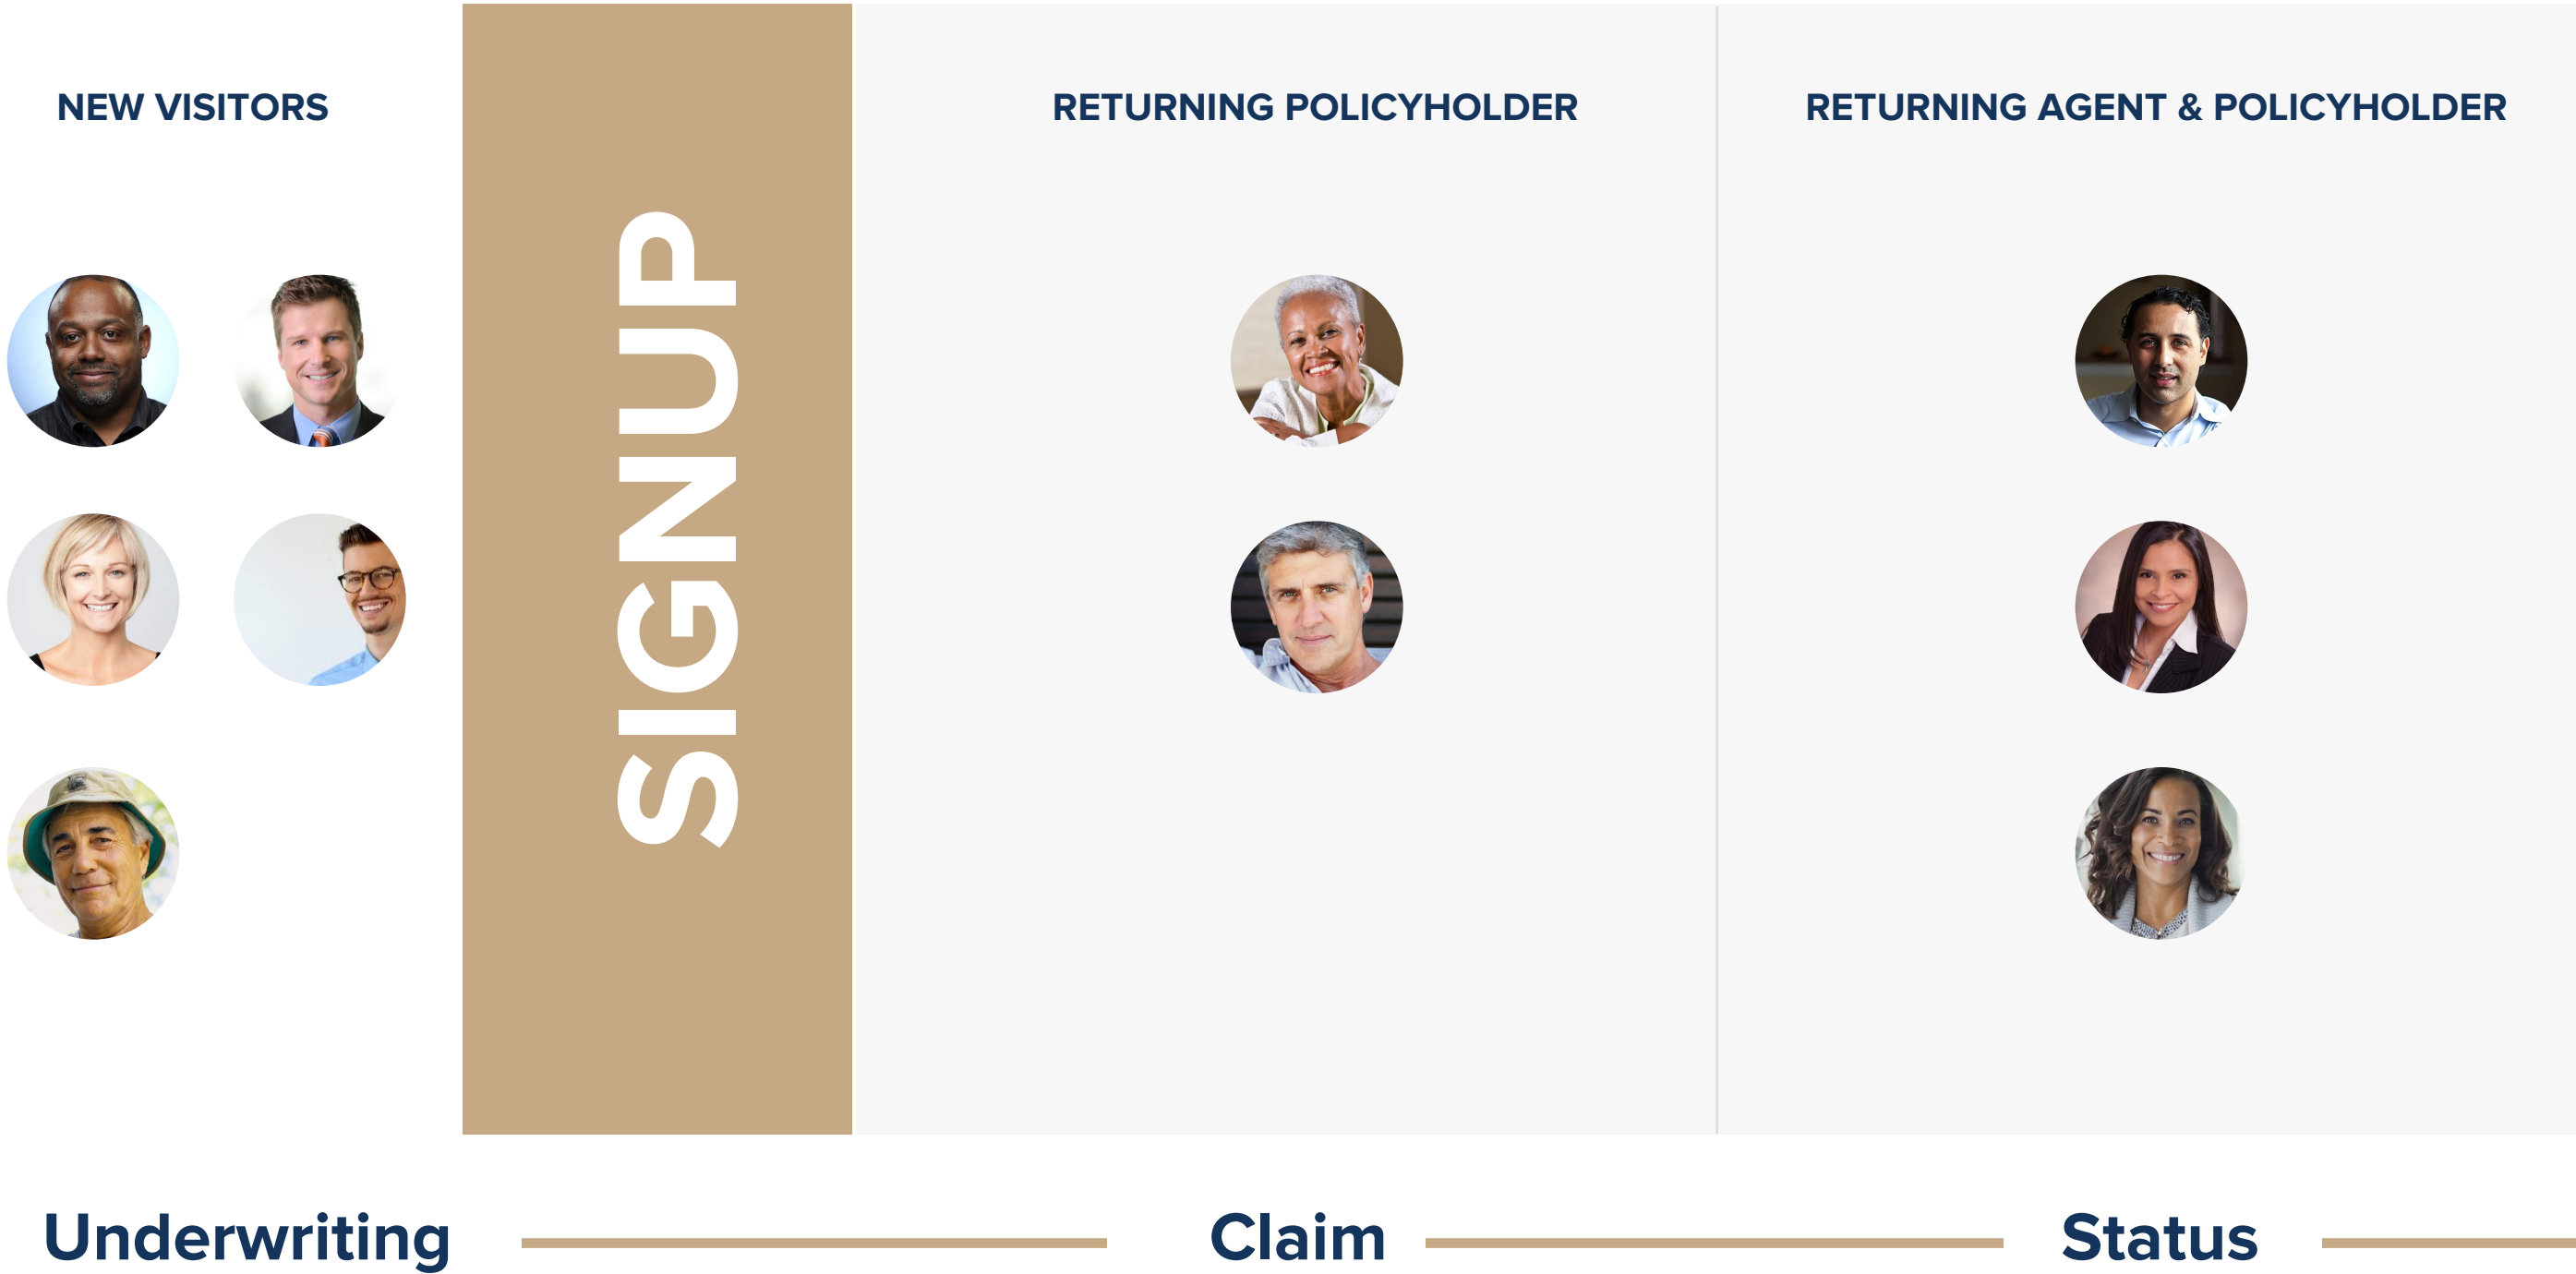 NEW VISITORS
SIGNUP
RETURNING POLICYHOLDER
RETURNING AGENT & POLICYHOLDER
Underwriting
Claim
Status